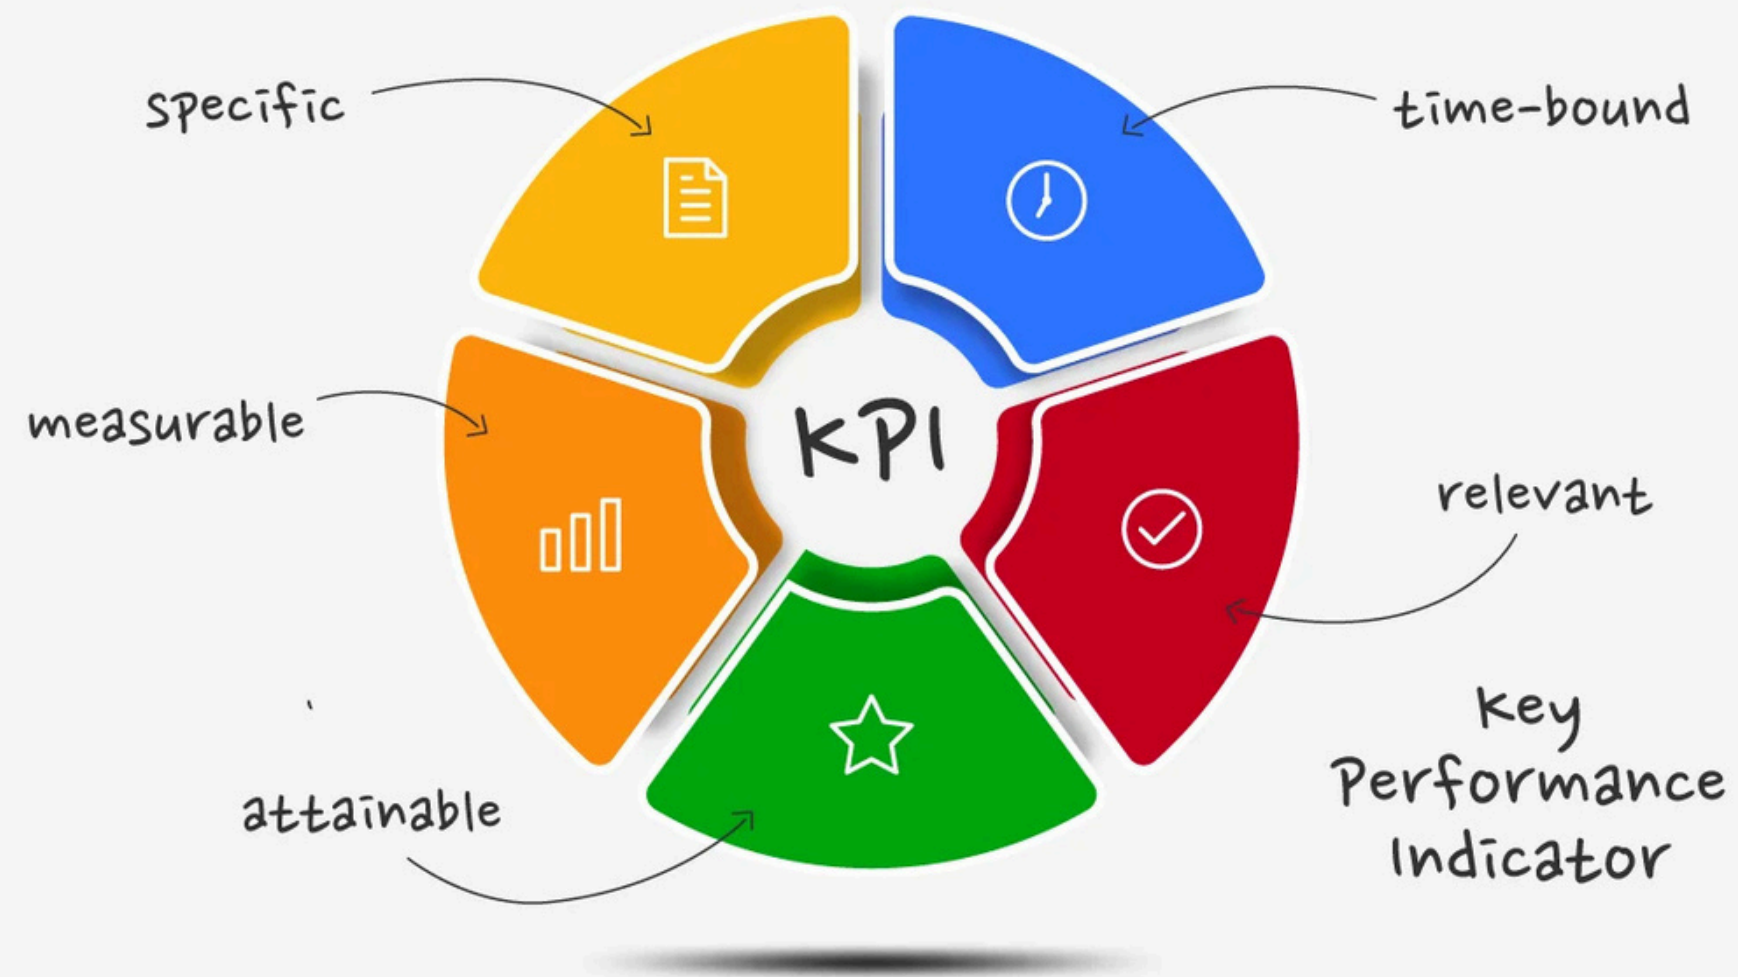 specific
time-bound
measurable
KPI
relevant
attainable
Key
Performance
Indicator